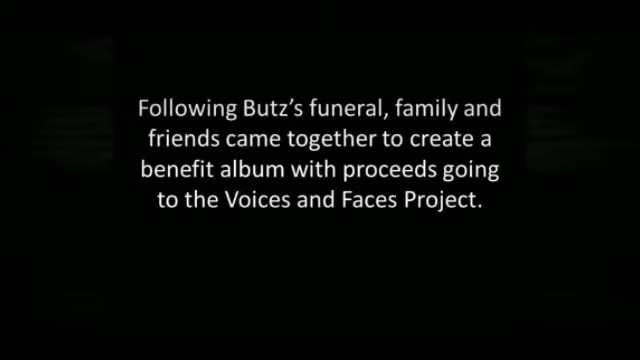 Following Butz's funeral, family and
friends came together to create a
benefit album with proceeds going
to the Voices and Faces Project.